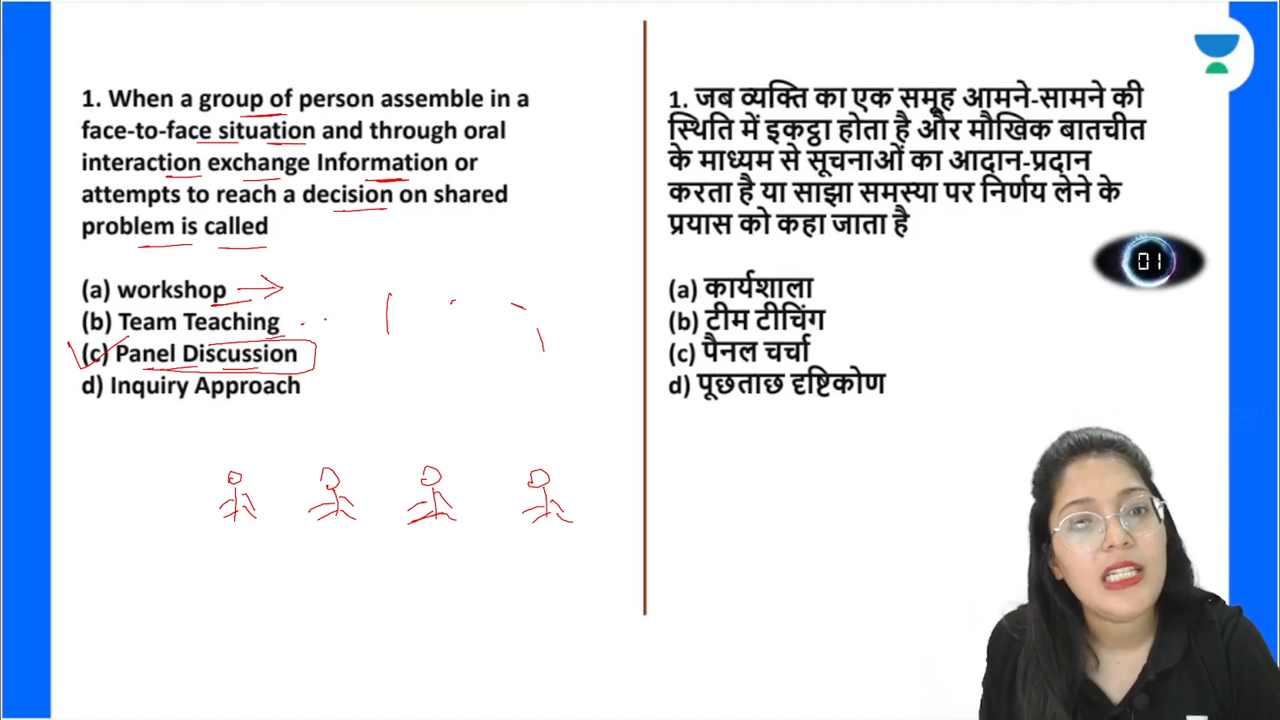 1. When a group of person assemble in a
face-to-face situation and through oral
interaction exchange Information or
attempts to reach a decision on shared
problem is called
(a) workshop
(b) Team Teaching
(c) Panel Discussion
d) Inquiry Approach
1. जब व्यक्ति का एक समूह आमने-सामने की
स्थिति में इकट्ठा होता है और मौखिक बातचीत
के माध्यम से सूचनाओं का आदान-प्रदान
करता है या साझा समस्या पर निर्णय लेने के
प्रयास को कहा जाता है
(a) कार्यशाला
(b) टीम टीचिंग
(c) पैनल चर्चा
d) पूछताछ दृष्टिकोण
01